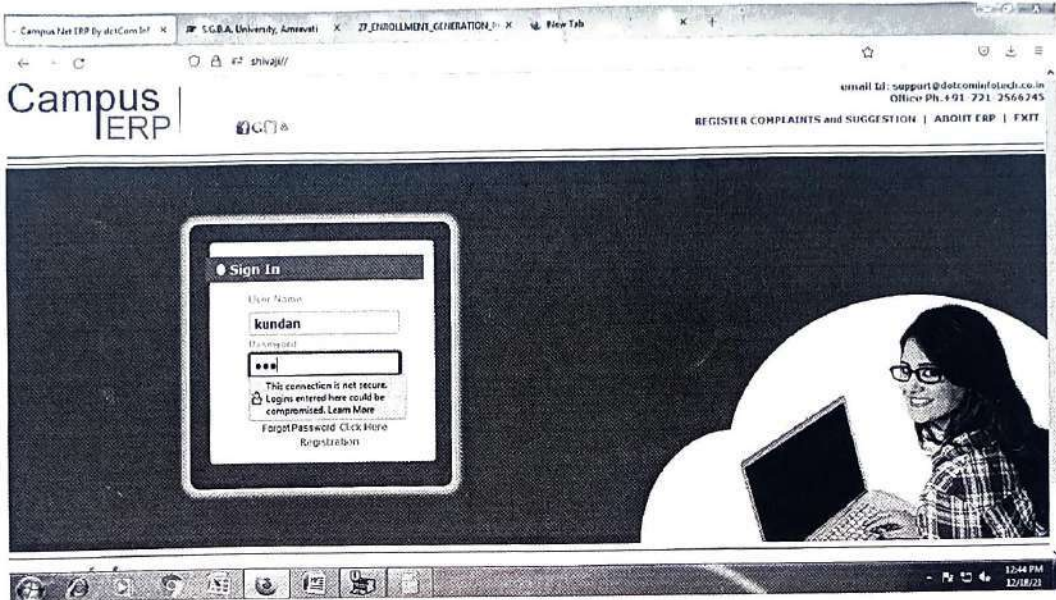 Campus Net ERP By dotCom Inf
S.G.B.A. University, Amravati
27_ENROLLMENT_GENERATION_
New Tab
shivaji//
Campus
ERP
email Id: support@dotcominfotech.co.in
Office Ph.+91-721-2566245
REGISTER COMPLAINTS and SUGGESTION | ABOUT ERP | EXIT
Sign In
User Name
kundan
Password
This connection is not secure.
Logins entered here could be
compromised. Learn More
Forgot Password Click Here
Registration
12:44 PM
12/18/21